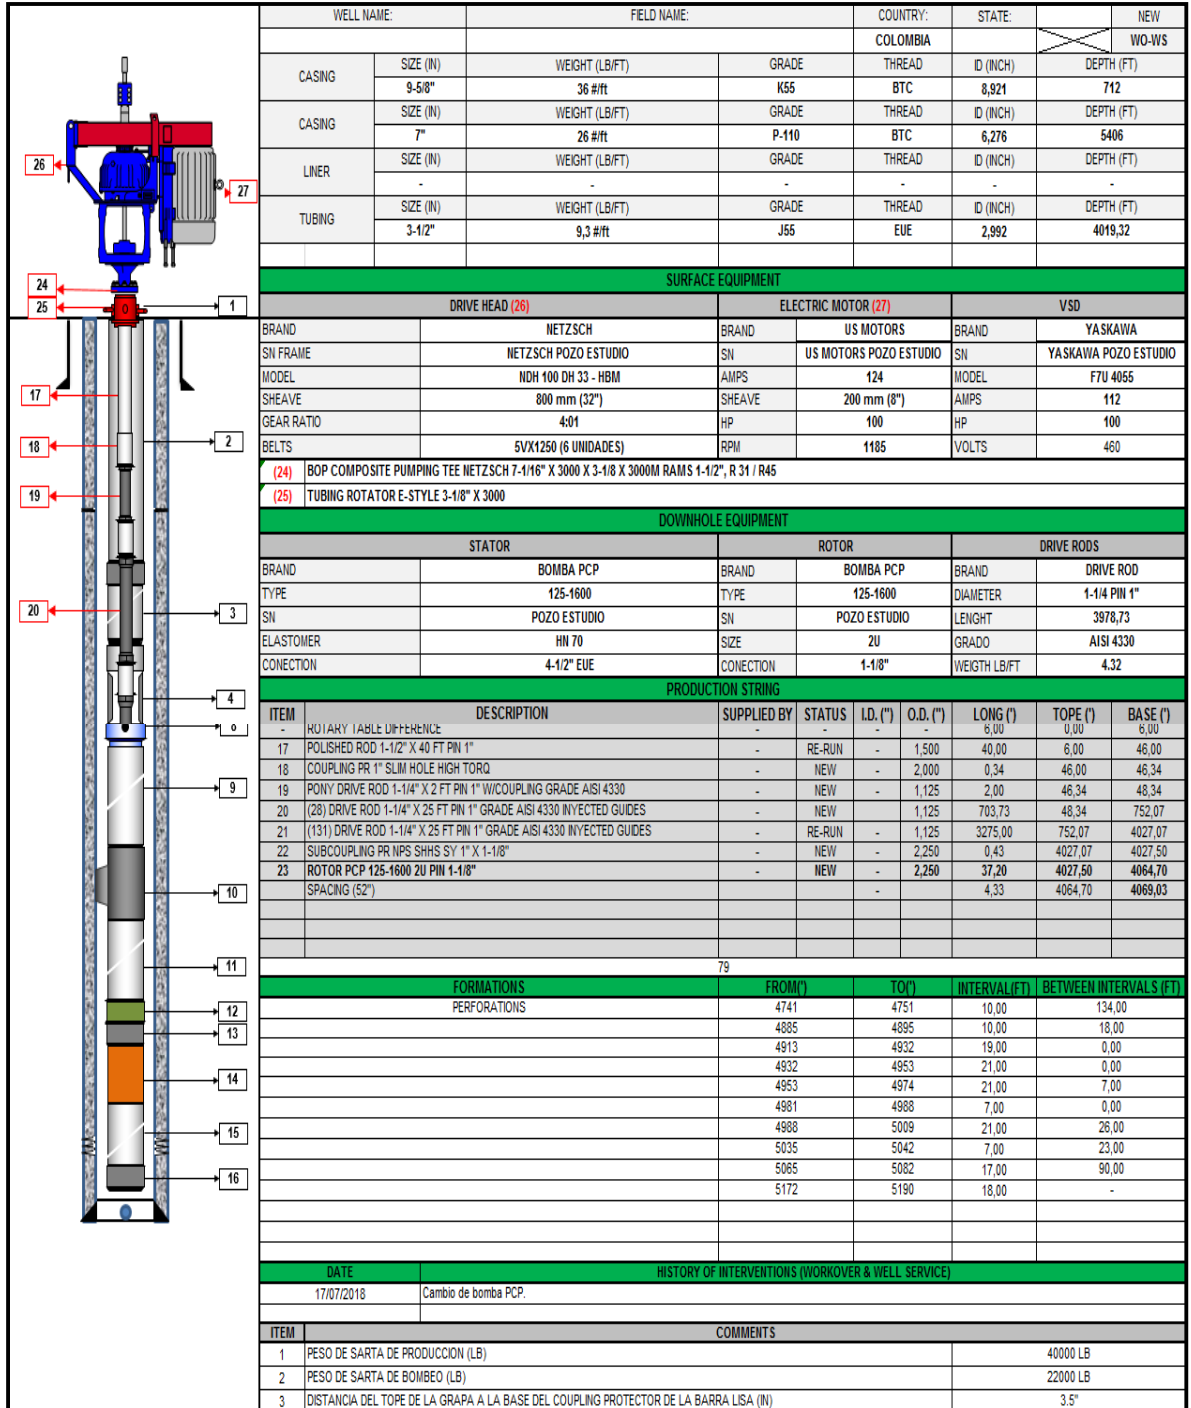 WELL NAME: FIELD NAME: COUNTRY: STATE: NEW
COLOMBIA WO-WS
CASING SIZE (IN) WEIGHT (LB/FT) GRADE THREAD ID (INCH) DEPTH (FT)
9-5/8" 36 #/ft K55 BTC 8,921 712
CASING SIZE (IN) WEIGHT (LB/FT) GRADE THREAD ID (INCH) DEPTH (FT)
7" 26 #/ft P-110 BTC 6,276 5406
LINER SIZE (IN) WEIGHT (LB/FT) GRADE THREAD ID (INCH) DEPTH (FT)
- - - - - -
TUBING SIZE (IN) WEIGHT (LB/FT) GRADE THREAD ID (INCH) DEPTH (FT)
3-1/2" 9,3 #/ft J55 EUE 2,992 4019,32
SURFACE EQUIPMENT
DRIVE HEAD (26) ELECTRIC MOTOR (27) VSD
BRAND NETZSCH BRAND US MOTORS BRAND YASKAWA
SN FRAME NETZSCH POZO ESTUDIO SN US MOTORS POZO ESTUDIO SN YASKAWA POZO ESTUDIO
MODEL NDH 100 DH 33 - HBM AMPS 124 MODEL F7U 4055
SHEAVE 800 mm (32") SHEAVE 200 mm (8") AMPS 112
GEAR RATIO 4:01 HP 100 HP 100
BELTS 5VX1250 (6 UNIDADES) RPM 1185 VOLTS 460
(24) BOP COMPOSITE PUMPING TEE NETZSCH 7-1/16" X 3000 X 3-1/8 X 3000M RAMS 1-1/2", R 31 / R45
(25) TUBING ROTATOR E-STYLE 3-1/8" X 3000
DOWNHOLE EQUIPMENT
STATOR ROTOR DRIVE RODS
BRAND BOMBA PCP BRAND BOMBA PCP BRAND DRIVE ROD
TYPE 125-1600 TYPE 125-1600 DIAMETER 1-1/4 PIN 1"
SN POZO ESTUDIO SN POZO ESTUDIO LENGHT 3978,73
ELASTOMER HN 70 SIZE 2U GRADO AISI 4330
CONECTION 4-1/2" EUE CONECTION 1-1/8" WEIGTH LB/FT 4.32
PRODUCTION STRING
ITEM DESCRIPTION SUPPLIED BY STATUS I.D. (") O.D. (") LONG (') TOPE (') BASE (')
- ROTARY TABLE DIFFERENCE - - - - 6,00 0,00 6,00
17 POLISHED ROD 1-1/2" X 40 FT PIN 1" - RE-RUN - 1,500 40,00 6,00 46,00
18 COUPLING PR 1" SLIM HOLE HIGH TORQ - NEW - 2,000 0,34 46,00 46,34
19 PONY DRIVE ROD 1-1/4" X 2 FT PIN 1" W/COUPLING GRADE AISI 4330 - NEW - 1,125 2,00 46,34 48,34
20 (28) DRIVE ROD 1-1/4" X 25 FT PIN 1" GRADE AISI 4330 INYECTED GUIDES - NEW 1,125 703,73 48,34 752,07
21 (131) DRIVE ROD 1-1/4" X 25 FT PIN 1" GRADE AISI 4330 INYECTED GUIDES - RE-RUN - 1,125 3275,00 752,07 4027,07
22 SUBCOUPLING PR NPS SHHS SY 1" X 1-1/8" - NEW - 2,250 0,43 4027,07 4027,50
23 ROTOR PCP 125-1600 2U PIN 1-1/8" - NEW - 2,250 37,20 4027,50 4064,70
SPACING (52") - 4,33 4064,70 4069,03
79
FORMATIONS FROM(') TO(') INTERVAL(FT) BETWEEN INTERVALS (FT)
PERFORATIONS 4741 4751 10,00 134,00
4885 4895 10,00 18,00
4913 4932 19,00 0,00
4932 4953 21,00 0,00
4953 4974 21,00 7,00
4981 4988 7,00 0,00
4988 5009 21,00 26,00
5035 5042 7,00 23,00
5065 5082 17,00 90,00
5172 5190 18,00 -
DATE HISTORY OF INTERVENTIONS (WORKOVER & WELL SERVICE)
17/07/2018 Cambio de bomba PCP.
ITEM COMMENTS
1 PESO DE SARTA DE PRODUCCION (LB) 40000 LB
2 PESO DE SARTA DE BOMBEO (LB) 22000 LB
3 DISTANCIA DEL TOPE DE LA GRAPA A LA BASE DEL COUPLING PROTECTOR DE LA BARRA LISA (IN) 3.5"
26
27
24
25
1
17
18
2
19
20
3
4
9
10
11
12
13
14
15
16